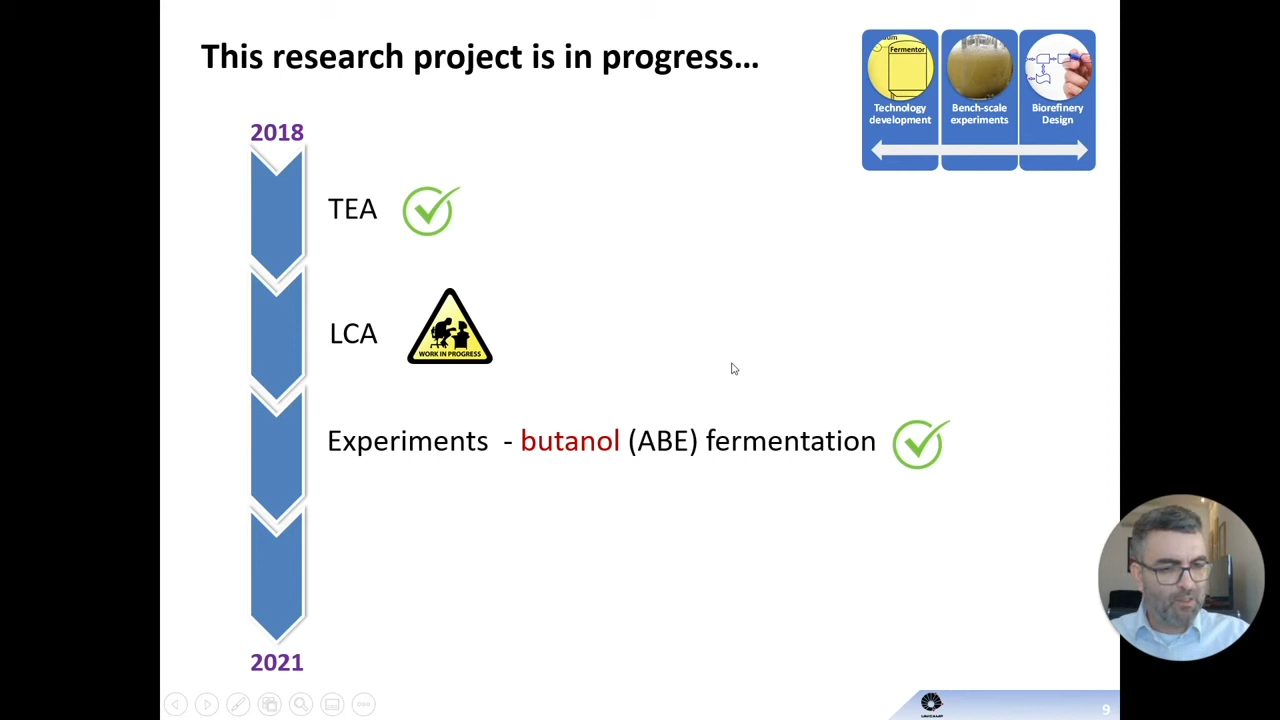 This research project is in progress...
Fermentor
Technology
development
Bench-scale
experiments
Biorefinery
Design
2018
TEA
LCA
WORK IN PROGRESS
Experiments - butanol (ABE) fermentation
2021
UNICAMP
9